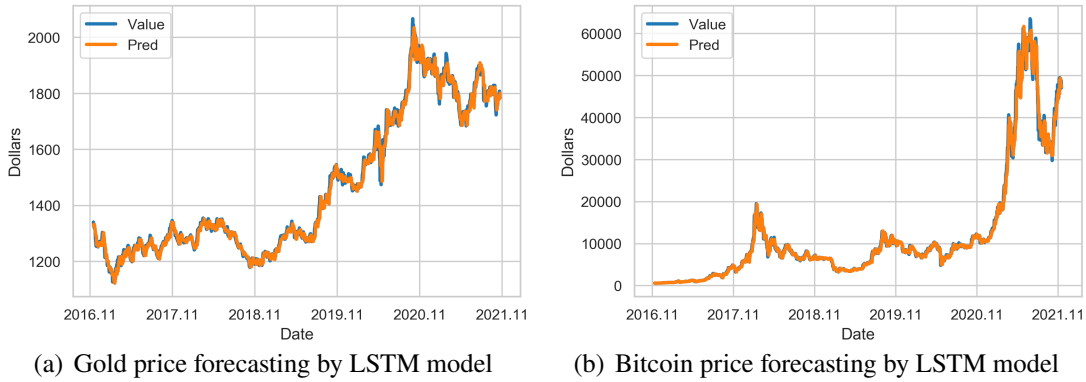 Value
Pred
2000
1800
1600
1400
1200
Dollars
2016.11 2017.11 2018.11 2019.11 2020.11 2021.11
Date
(a) Gold price forecasting by LSTM model
Value
Pred
60000
50000
40000
30000
20000
10000
0
Dollars
2016.11 2017.11 2018.11 2019.11 2020.11 2021.11
Date
(b) Bitcoin price forecasting by LSTM model